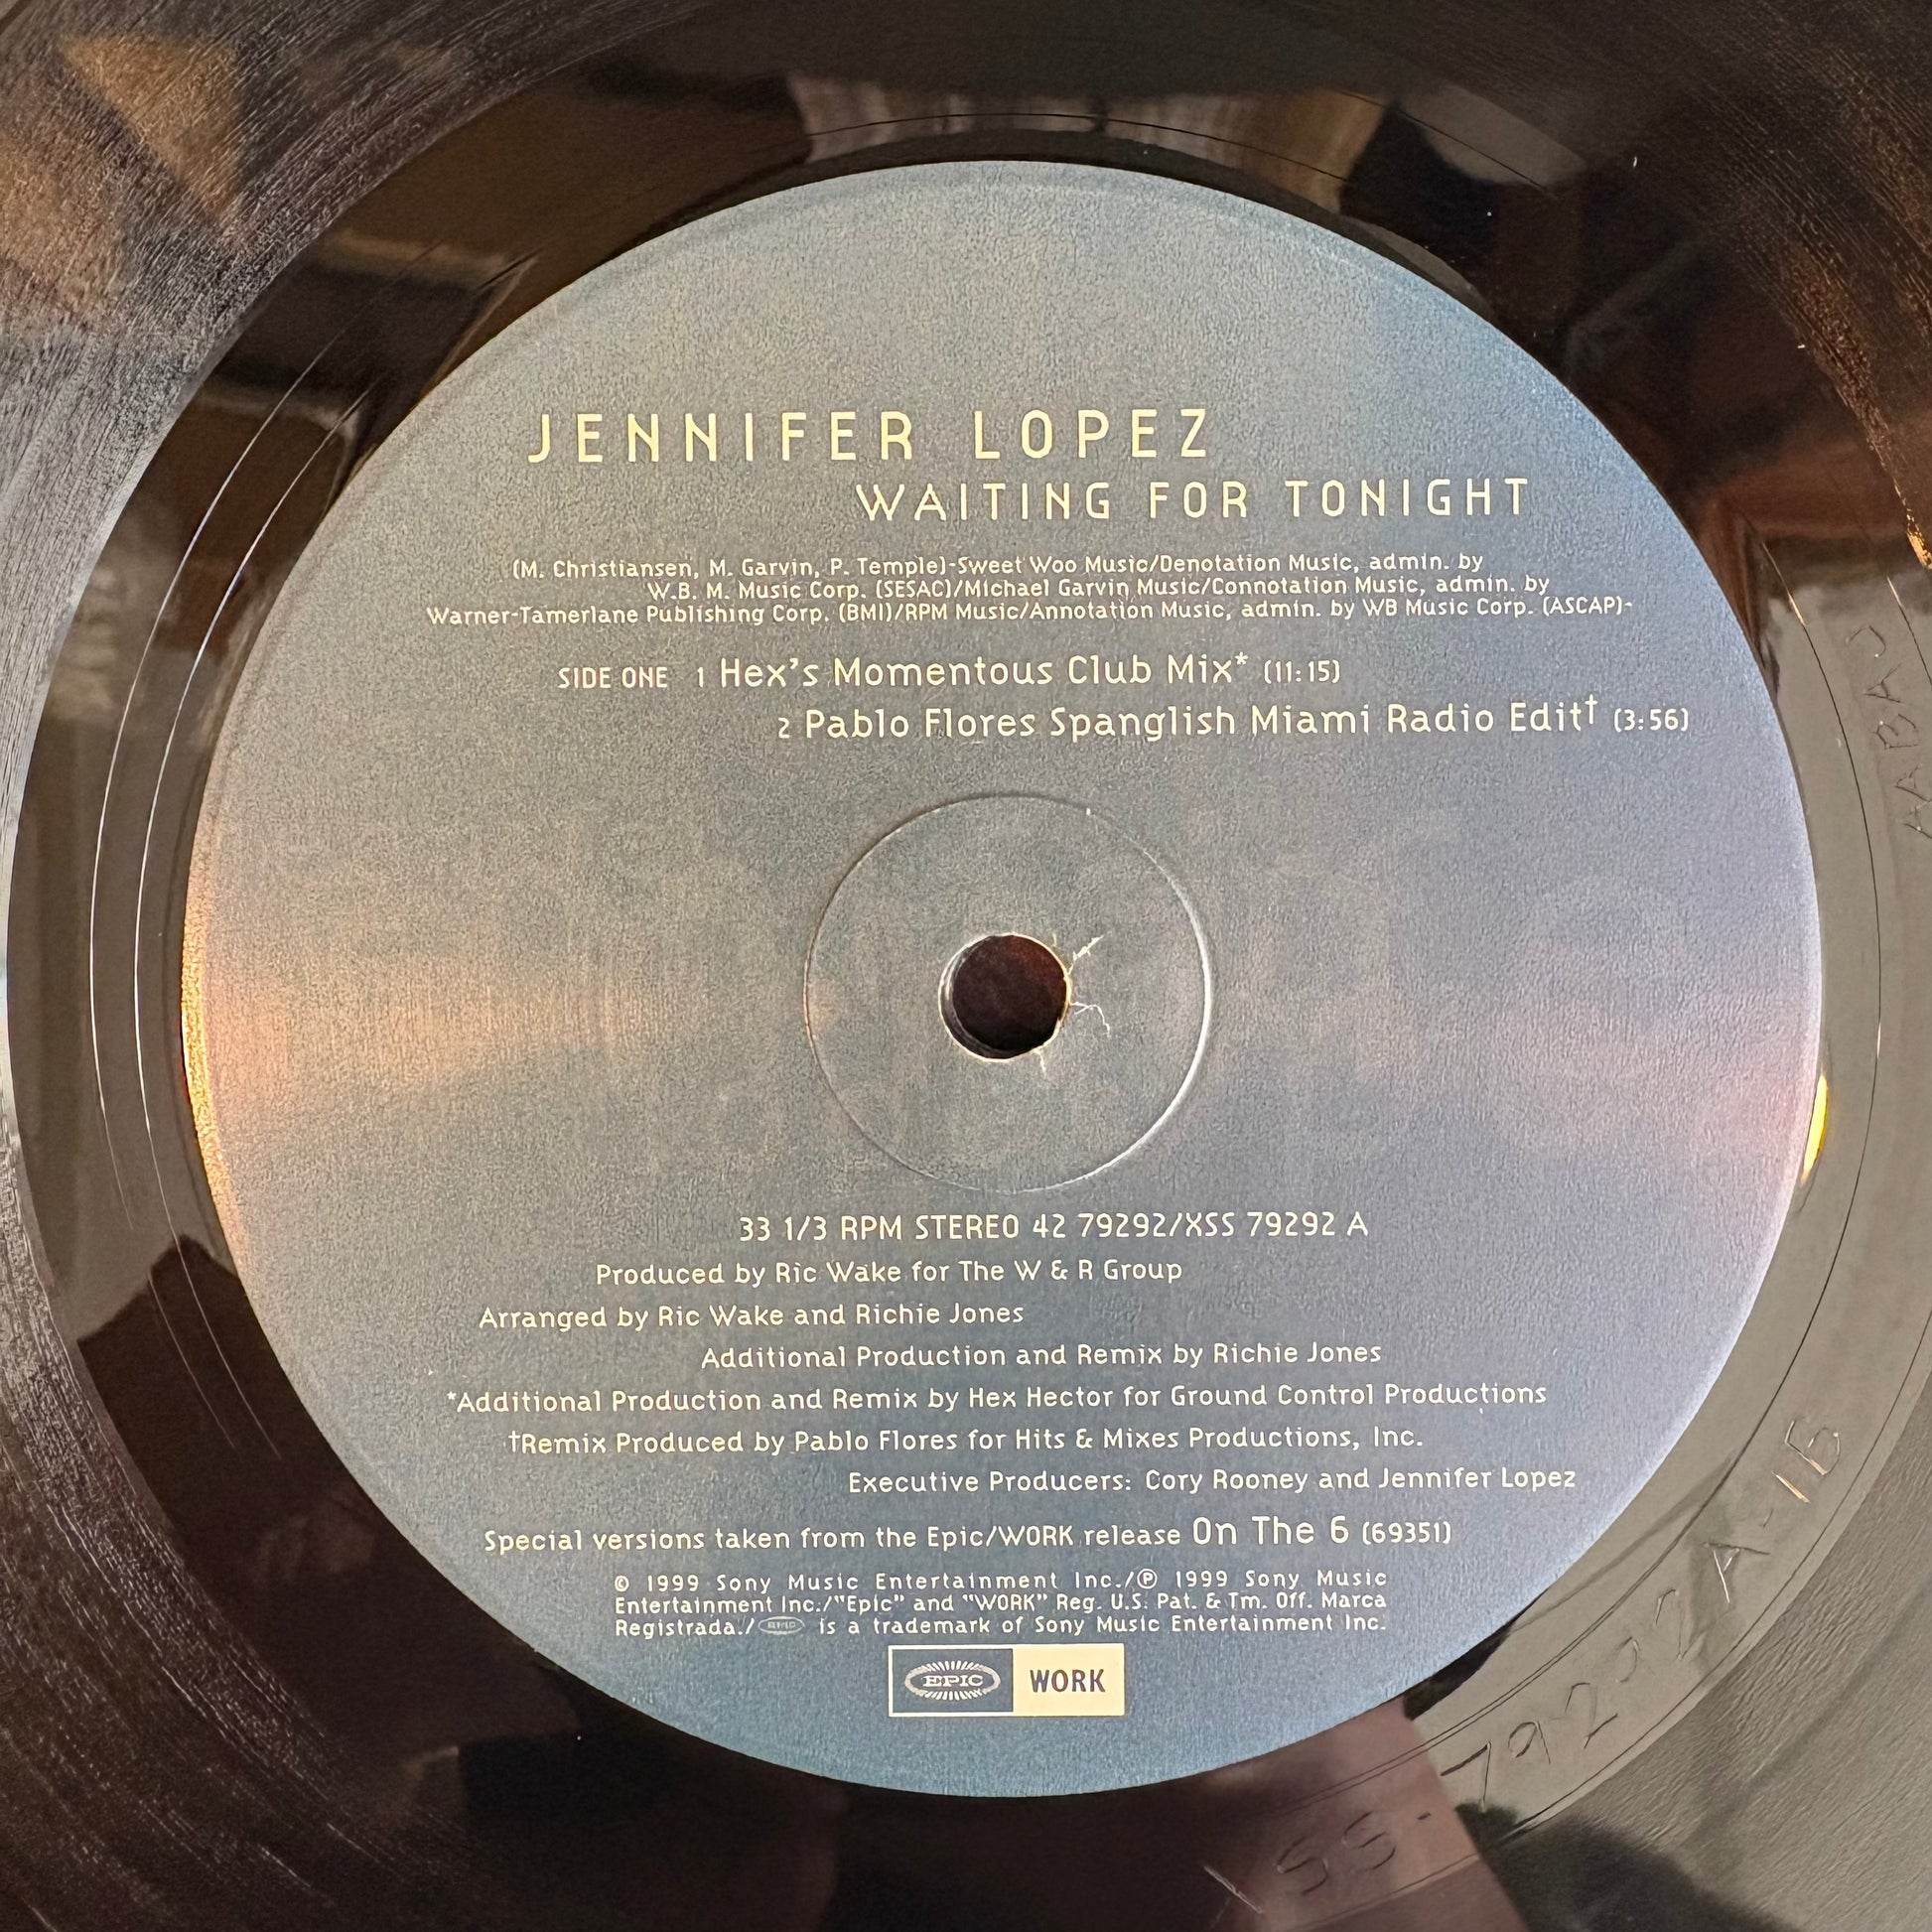 JENNIFER LOPEZ
WAITING FOR TONIGHT
(M. Christiansen, M. Garvin, P. Temple)-Sweet Woo Music/Denotation Music, admin. by
W.B. M. Music Corp. (SESAC)/Michael Garvin Music/Connotation Music, admin. by
Warner-Tamerlane Publishing Corp. (BMI)/RPM Music/Annotation Music, admin. by WB Music Corp. (ASCAP)-
SIDE ONE 1 Hex's Momentous Club Mix* (11:15)
2 Pablo Flores Spanglish Miami Radio Edit† (3:56)
33 1/3 RPM STEREO 42 79292/XSS 79292 A
Produced by Ric Wake for The W & R Group
Arranged by Ric Wake and Richie Jones
Additional Production and Remix by Richie Jones
*Additional Production and Remix by Hex Hector for Ground Control Productions
†Remix Produced by Pablo Flores for Hits & Mixes Productions, Inc.
Executive Producers: Cory Rooney and Jennifer Lopez
Special versions taken from the Epic/WORK release On The 6 (69351)
© 1999 Sony Music Entertainment Inc./℗ 1999 Sony Music
Entertainment Inc./"Epic" and "WORK" Reg. U.S. Pat. & Tm. Off. Marca
Registrada./EPIC is a trademark of Sony Music Entertainment Inc.
EPIC WORK